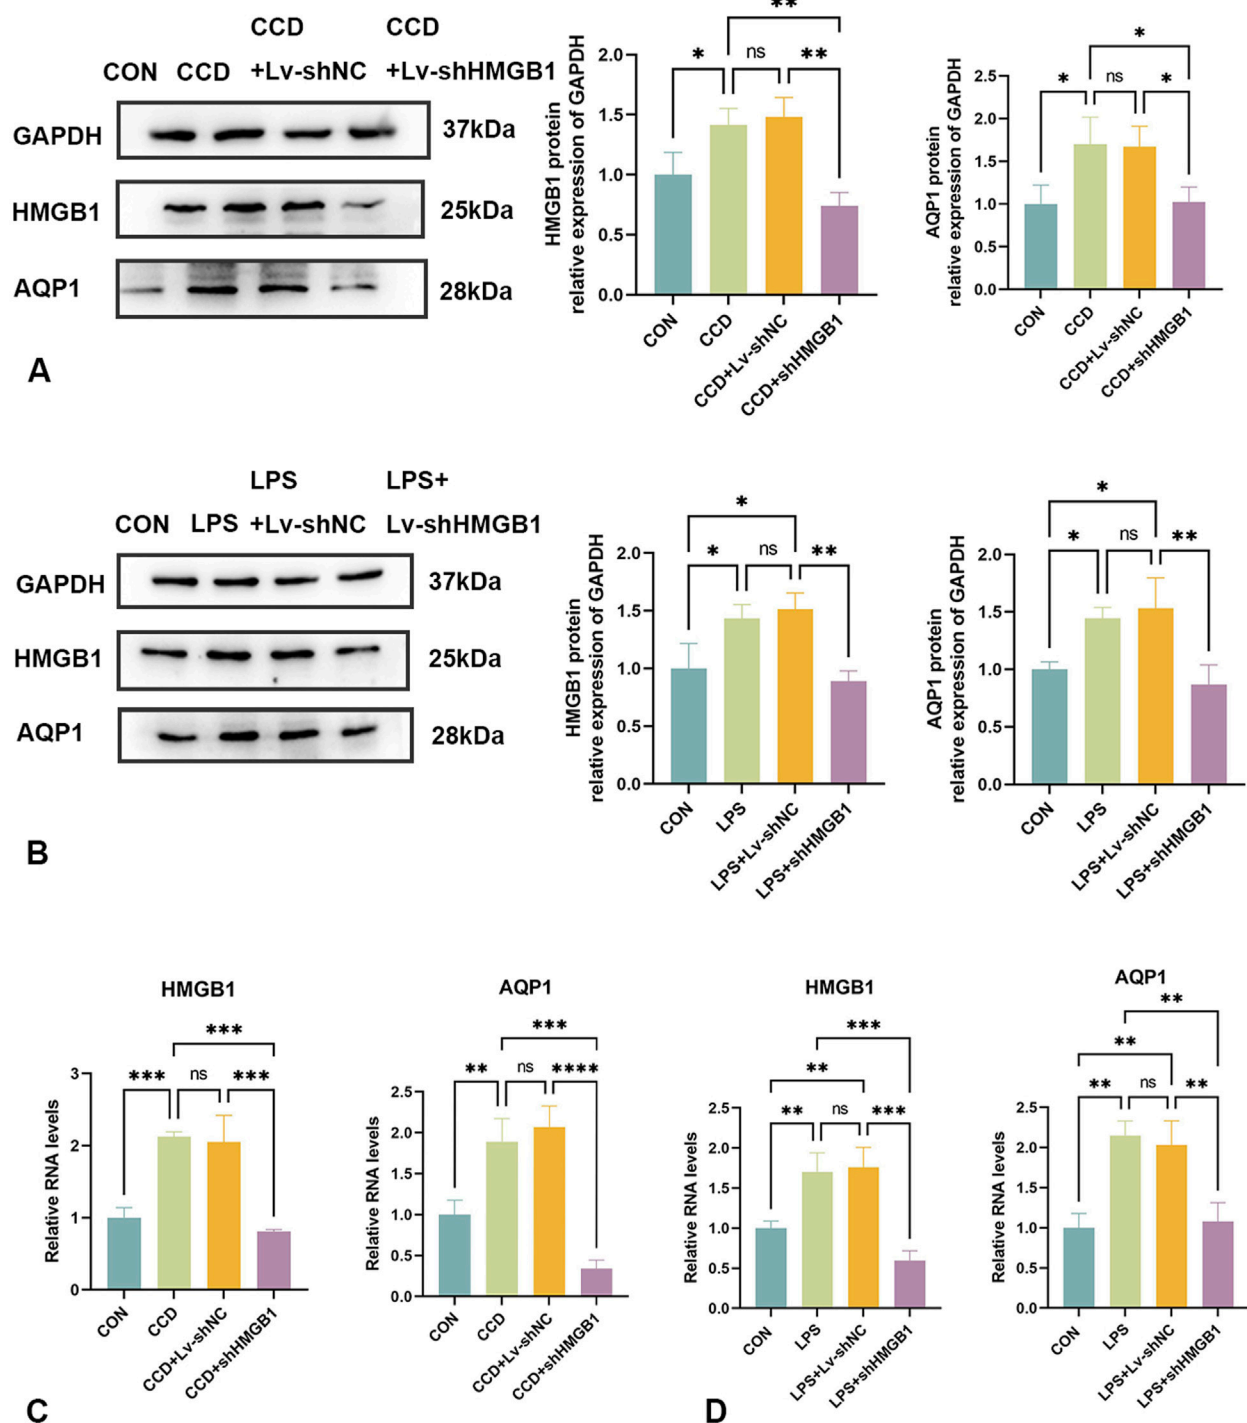 CCD CCD
CON CCD +Lv-shNC +Lv-shHMGB1
GAPDH 37kDa
HMGB1 25kDa
AQP1 28kDa
A
HMGB1 protein
relative expression of GAPDH
2.0
1.5
1.0
0.5
0.0
* ns ** **
CON
CCD
CCD+Lv-shNC
CCD+shHMGB1
AQP1 protein
relative expression of GAPDH
2.5
2.0
1.5
1.0
0.5
0.0
*
* ns *
CON
CCD
CCD+Lv-shNC
CCD+shHMGB1
LPS LPS+
CON LPS +Lv-shNC Lv-shHMGB1
GAPDH 37kDa
HMGB1 25kDa
AQP1 28kDa
B
HMGB1 protein
relative expression of GAPDH
2.0
1.5
1.0
0.5
0.0
*
* ns **
CON
LPS
LPS+Lv-shNC
LPS+shHMGB1
AQP1 protein
relative expression of GAPDH
2.0
1.5
1.0
0.5
0.0
*
* ns **
CON
LPS
LPS+Lv-shNC
LPS+shHMGB1
HMGB1
Relative RNA levels
3
2
1
0
***
*** ns ***
CON
CCD
CCD+Lv-shNC
CCD+shHMGB1
AQP1
Relative RNA levels
2.5
2.0
1.5
1.0
0.5
0.0
***
** ns ****
CON
CCD
CCD+Lv-shNC
CCD+shHMGB1
C
HMGB1
Relative RNA levels
2.5
2.0
1.5
1.0
0.5
0.0
***
**
** ns ***
CON
LPS
LPS+Lv-shNC
LPS+shHMGB1
AQP1
Relative RNA levels
2.5
2.0
1.5
1.0
0.5
0.0
**
**
** ns **
CON
LPS
LPS+Lv-shNC
LPS+shHMGB1
D